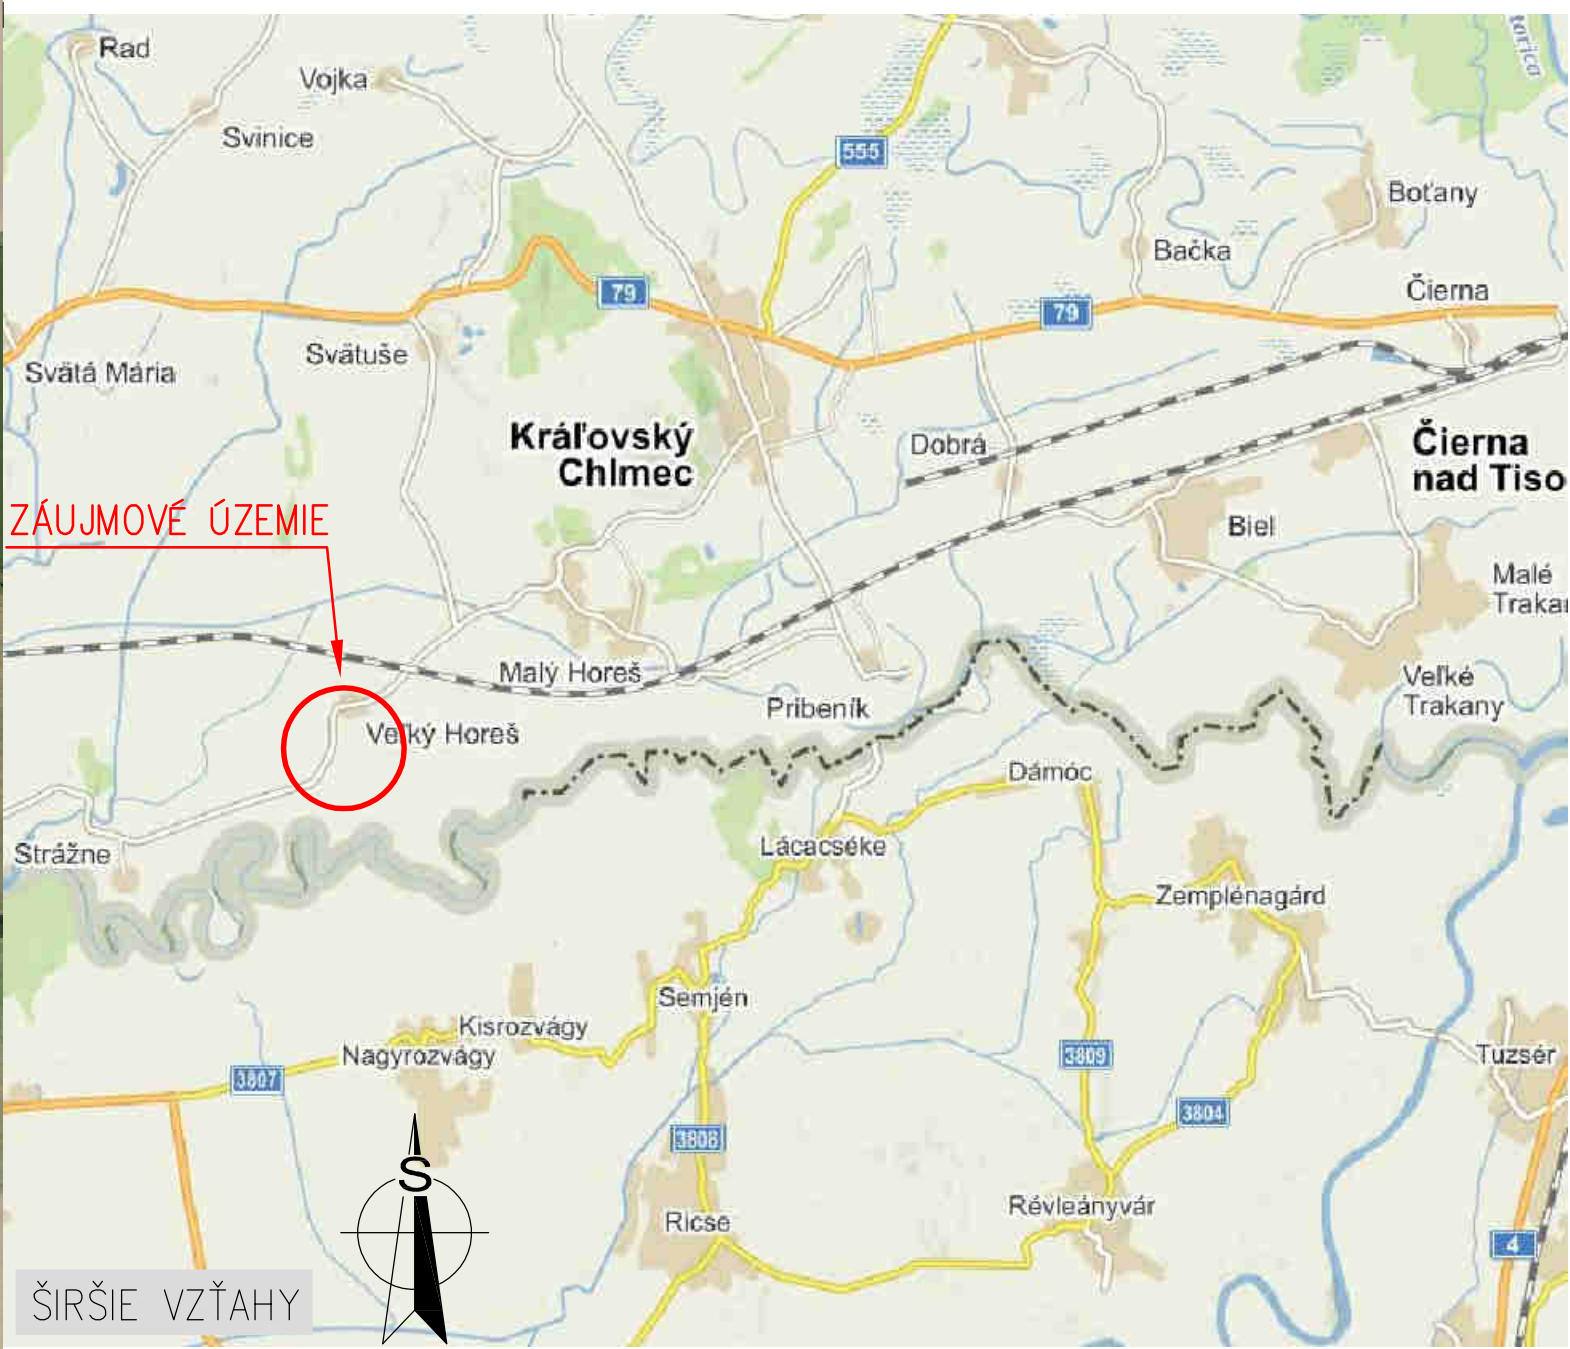 Rad
Vojka
Svinice
torica
555
Boťany
Bačka
Čierna
79
79
Svätá Mária
Svätuše
Kráľovský
Chlmec
Dobrá
Čierna
nad Tiso
ZÁUJMOVÉ ÚZEMIE
Biel
Malé
Trakan
Malý Horeš
Veľký Horeš
Pribeník
Veľké
Trakany
Dámóc
Strážne
Lácacséke
Zemplénagárd
Semjén
Kisrozvágy
Nagyrozvágy
3807
3809
Tuzsér
3808
3804
S
Révleányvár
Ricse
4
ŠIRŠIE VZŤAHY